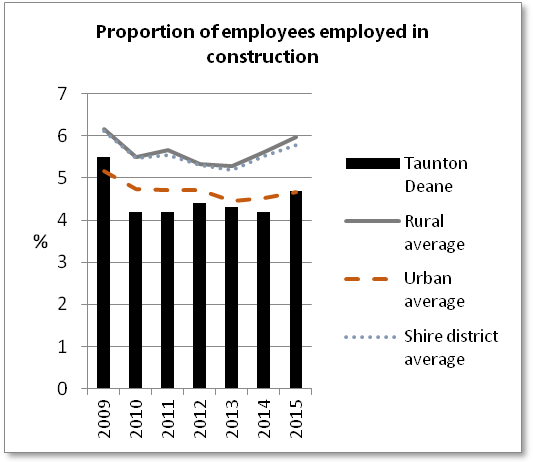 Proportion of employees employed in
construction
7
6
5
4
3
2
1
0
%
2009
2010
2011
2012
2013
2014
2015
Taunton
Deane
Rural
average
Urban
average
Shire district
average